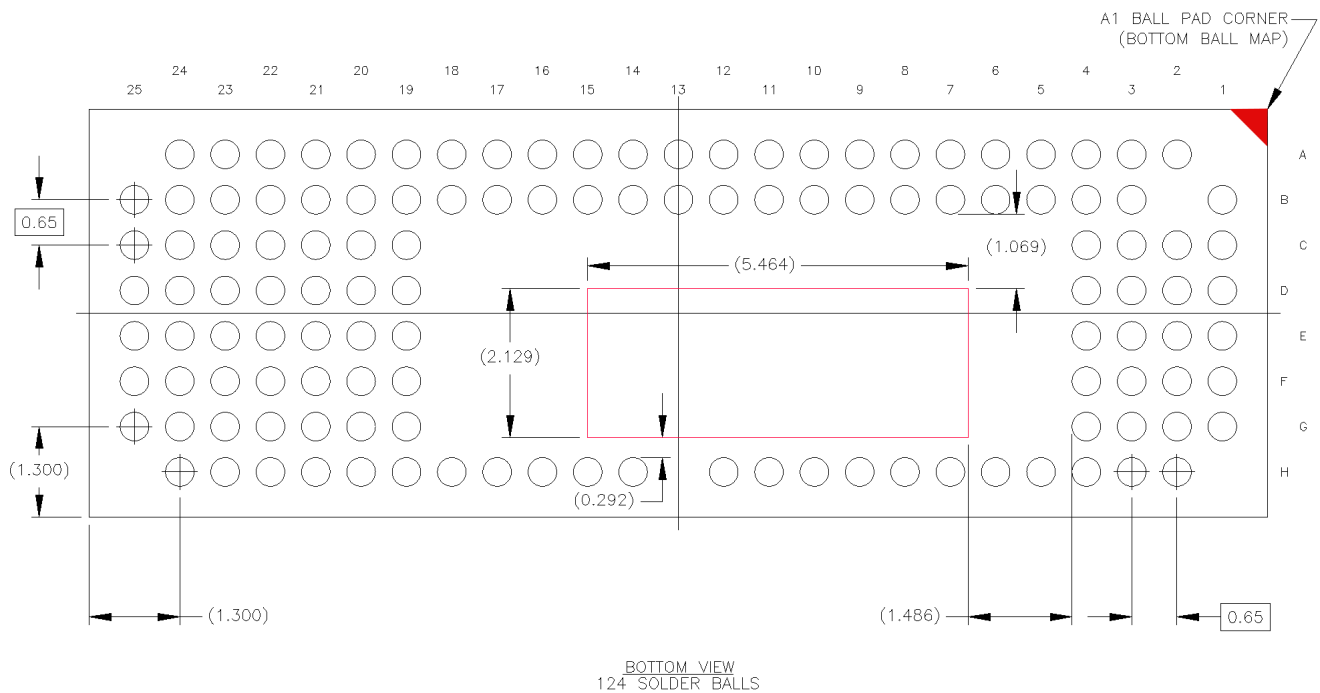 A1 BALL PAD CORNER
(BOTTOM BALL MAP)
24 22 20 18 16 14 12 10 8 6 4 2
25 23 21 19 17 15 13 11 9 7 5 3 1
A
B
0.65
C
(1.069)
(5.464)
D
E
(2.129)
F
G
(1.300)
H
(0.292)
(1.300)
(1.486)
0.65
BOTTOM VIEW
124 SOLDER BALLS